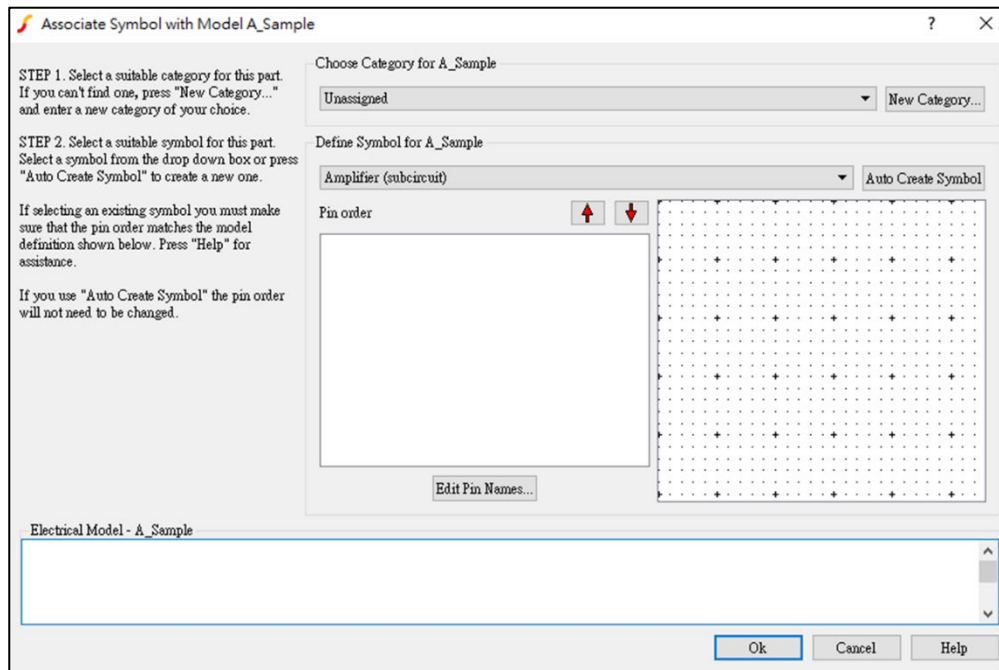 Associate Symbol with Model A_Sample
? ×
STEP 1. Select a suitable category for this part.
If you can't find one, press "New Category..."
and enter a new category of your choice.
STEP 2. Select a suitable symbol for this part.
Select a symbol from the drop down box or press
"Auto Create Symbol" to create a new one.
If selecting an existing symbol you must make
sure that the pin order matches the model
definition shown below. Press "Help" for
assistance.
If you use "Auto Create Symbol" the pin order
will not need to be changed.
Choose Category for A_Sample
Unassigned
New Category...
Define Symbol for A_Sample
Amplifier (subcircuit)
Auto Create Symbol
Pin order
Edit Pin Names...
Electrical Model - A_Sample
Ok
Cancel
Help